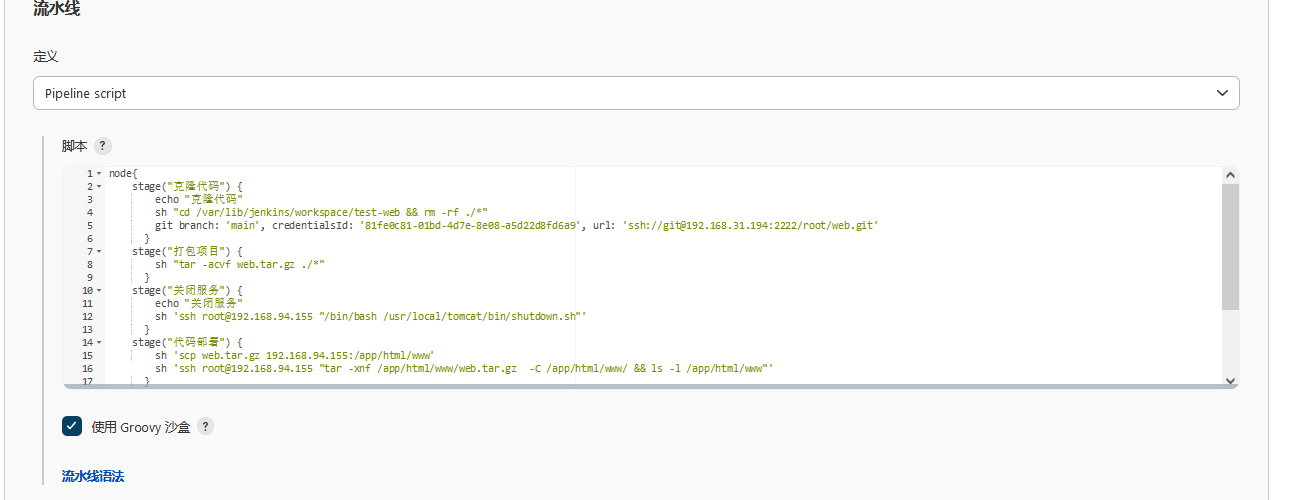 流水线
定义
Pipeline script
脚本 ?
1 node{
2 stage("克隆代码") {
3 echo "克隆代码"
4 sh "cd /var/lib/jenkins/workspace/test-web && rm -rf ./*"
5 git branch: 'main', credentialsId: '81fe0c81-01bd-4d7e-8e08-a5d22d8fd6a9', url: 'ssh://git@192.168.31.194:2222/root/web.git'
6 }
7 stage("打包项目") {
8 sh "tar -acvf web.tar.gz ./*"
9 }
10 stage("关闭服务") {
11 echo "关闭服务"
12 sh 'ssh root@192.168.94.155 "/bin/bash /usr/local/tomcat/bin/shutdown.sh"'
13 }
14 stage("代码部署") {
15 sh 'scp web.tar.gz 192.168.94.155:/app/html/www'
16 sh 'ssh root@192.168.94.155 "tar -xnf /app/html/www/web.tar.gz  -C /app/html/www/ && ls -l /app/html/www"'
17 }
使用 Groovy 沙盒 ?
流水线语法